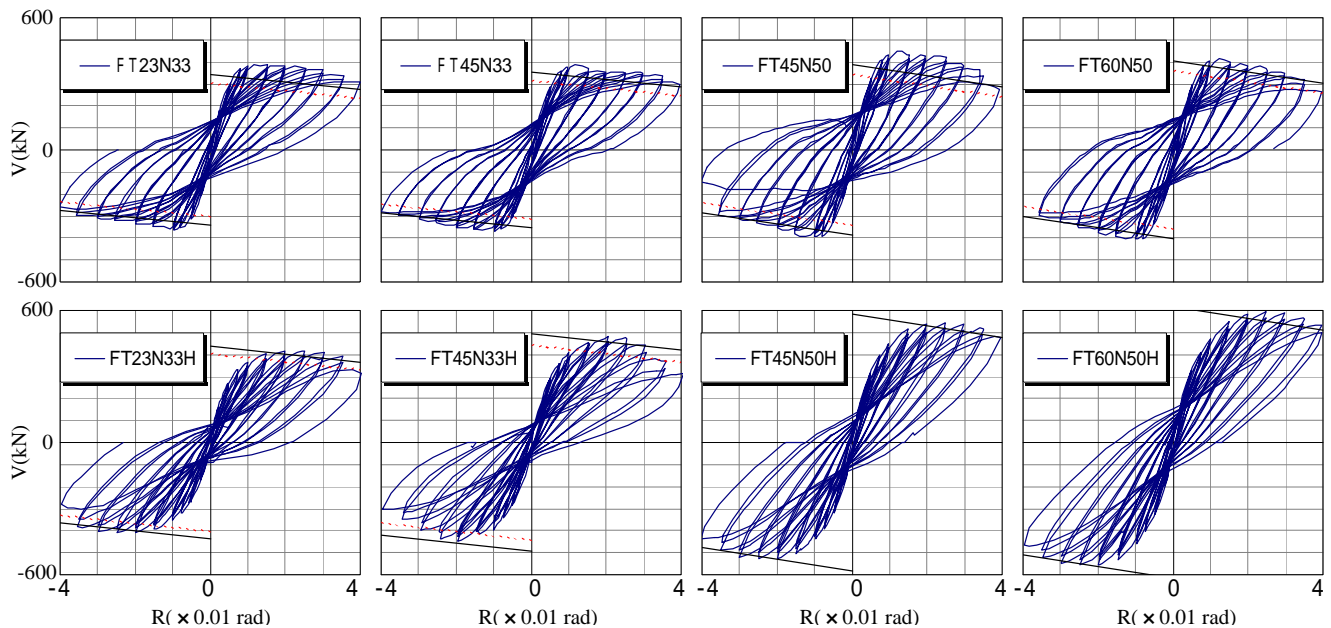 600
FT23N33
FT45N33
FT45N50
FT60N50
V(kN)
0
-600
600
FT23N33H
FT45N33H
FT45N50H
FT60N50H
V(kN)
0
-600
-4 0 4 -4 0 4 -4 0 4 -4 0 4
R( × 0.01 rad) R( × 0.01 rad) R( × 0.01 rad) R( × 0.01 rad)